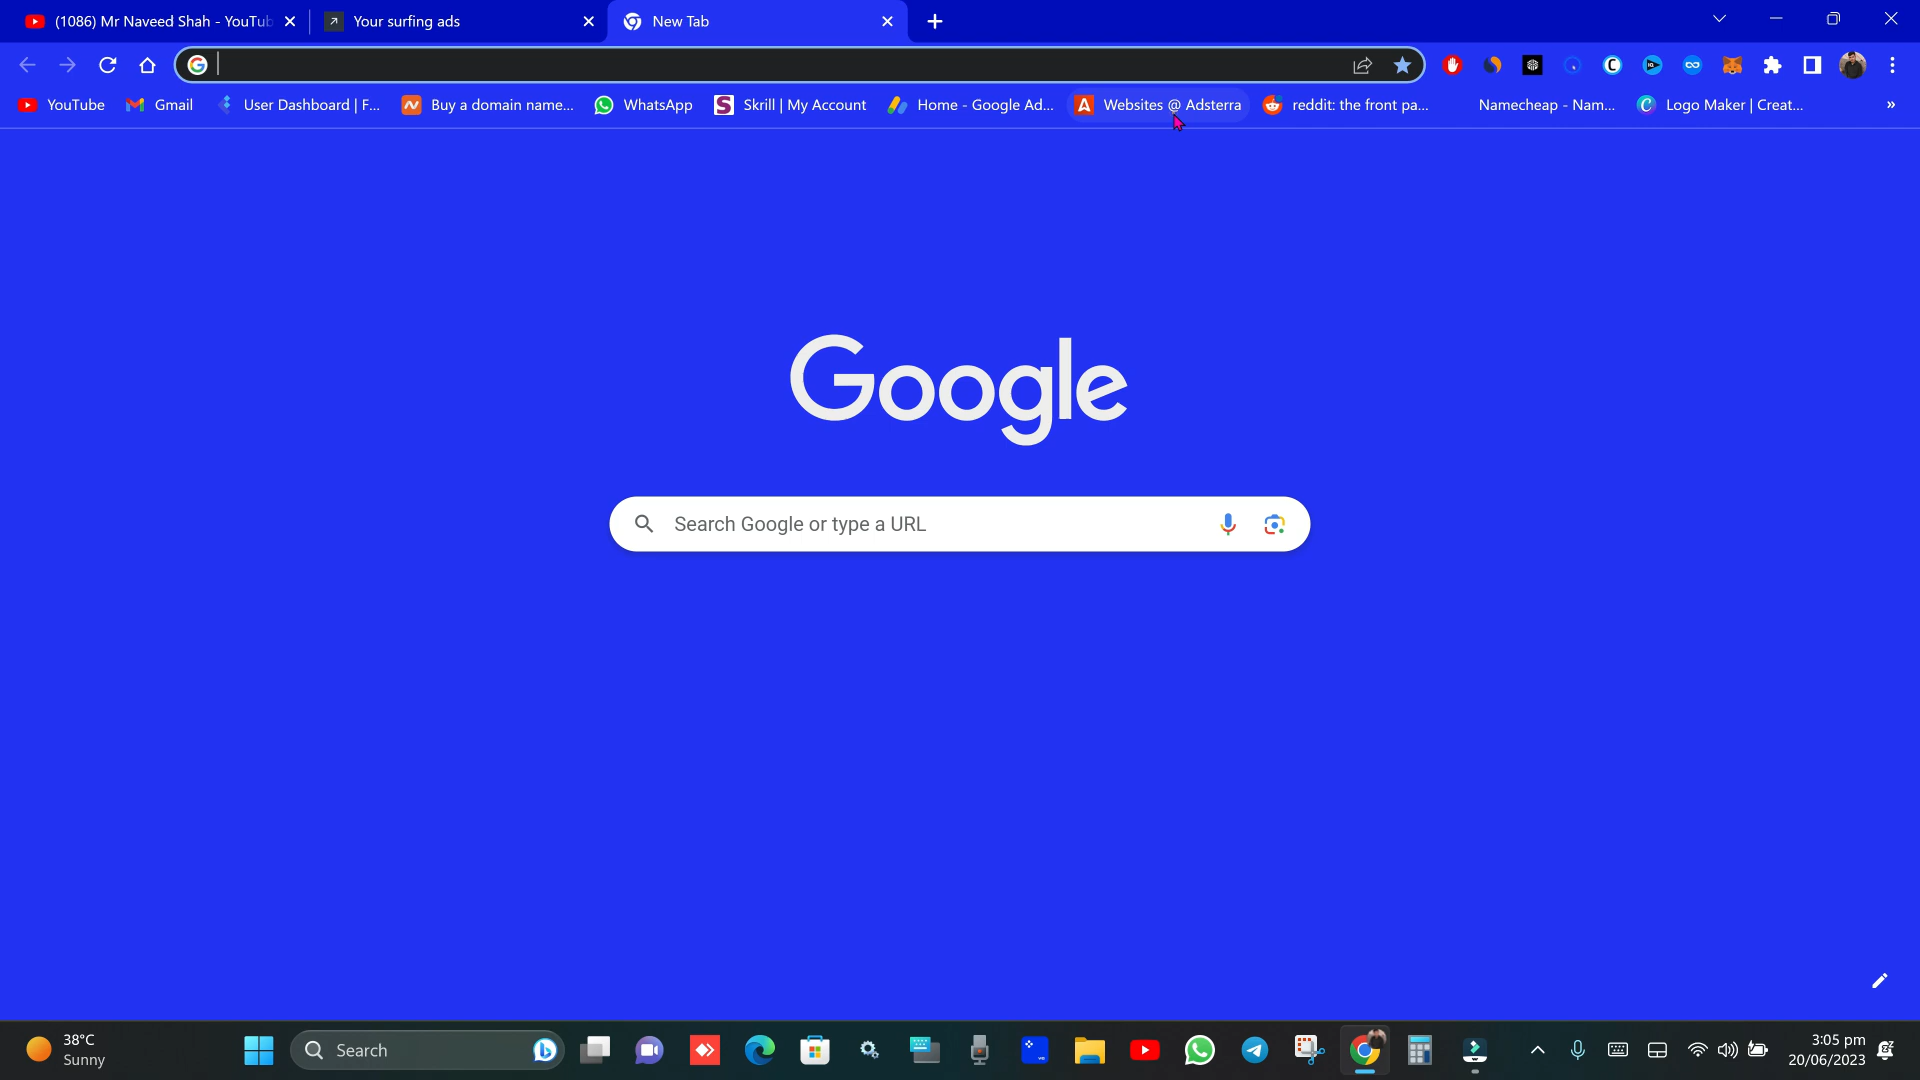 (1086) Mr Naveed Shah - YouTub
Your surfing ads
New Tab
YouTube
Gmail
User Dashboard | F...
Buy a domain name...
WhatsApp
Skrill | My Account
Home - Google Ad...
Websites @ Adsterra
reddit: the front pa...
Namecheap - Nam...
Logo Maker | Creat...
»
Google
Search Google or type a URL
38°C
Sunny
Search
3:05 pm
20/06/2023